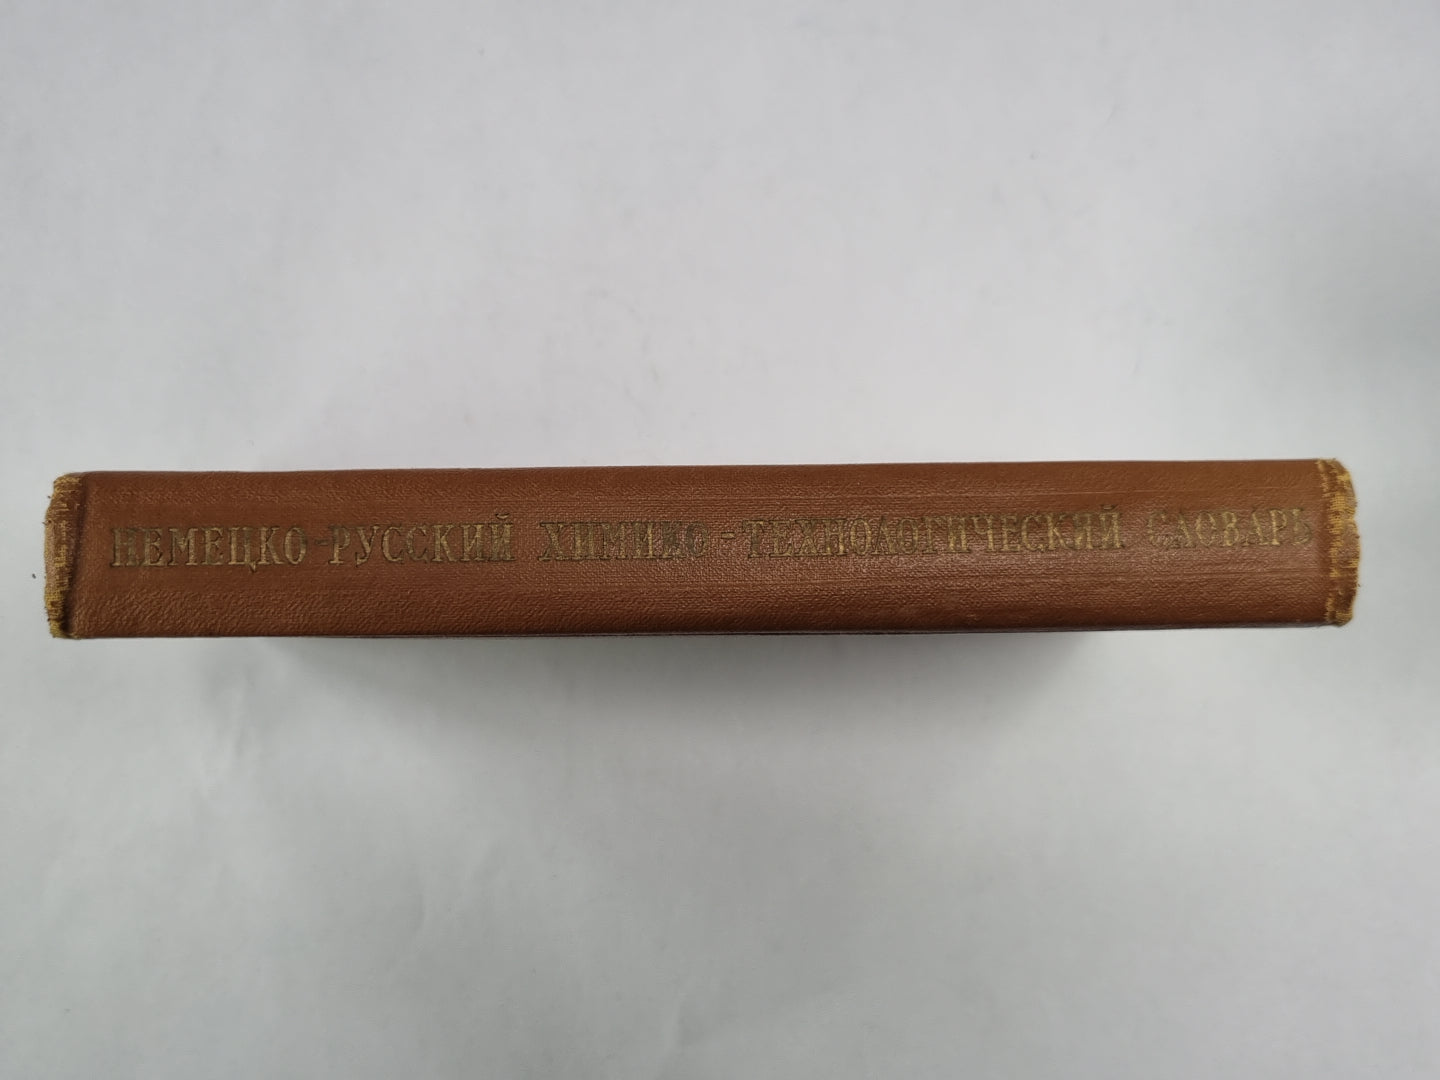 НЕМЕЦКО-РУССКИЙ ХИМИКО-ТЕХНОЛОГИЧЕСКИЙ СЛОВАРЬ